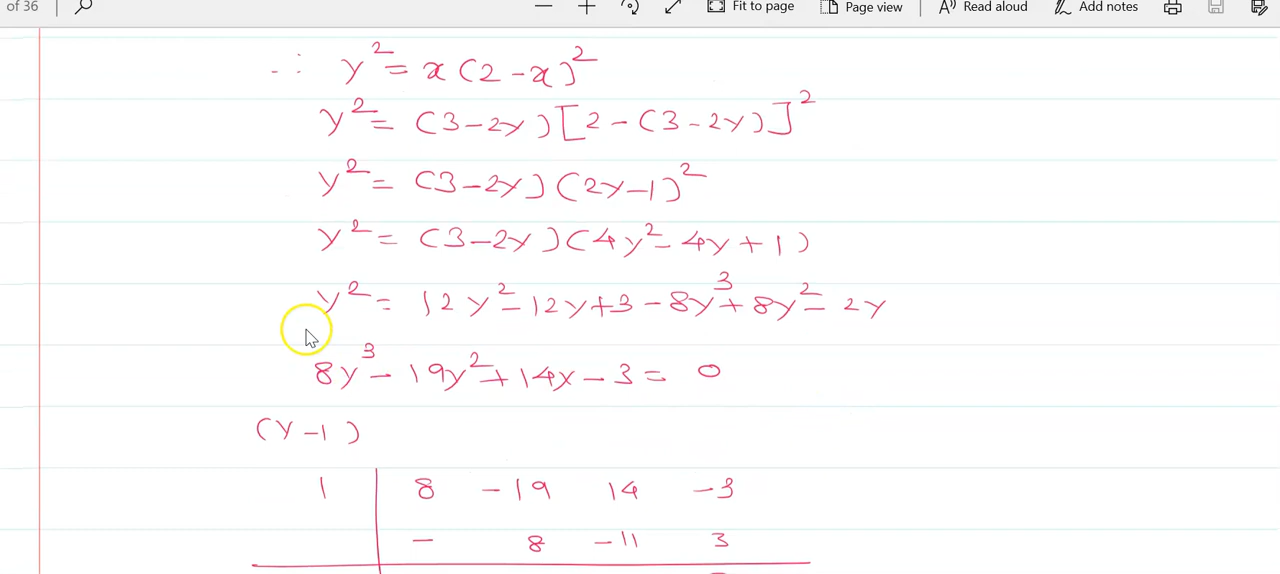 of 36 Fit to page Page view Read aloud Add notes
∴ y² = x(2-x)²
y² = (3-2y)[2-(3-2y)]²
y² = (3-2y)(2y-1)²
y² = (3-2y)(4y²-4y+1)
y² = 12y²-12y+3-8y³+8y²-2y
8y³-19y²+14y-3 = 0
(y-1)
1 | 8 -19 14 -3
- 8 -11 3